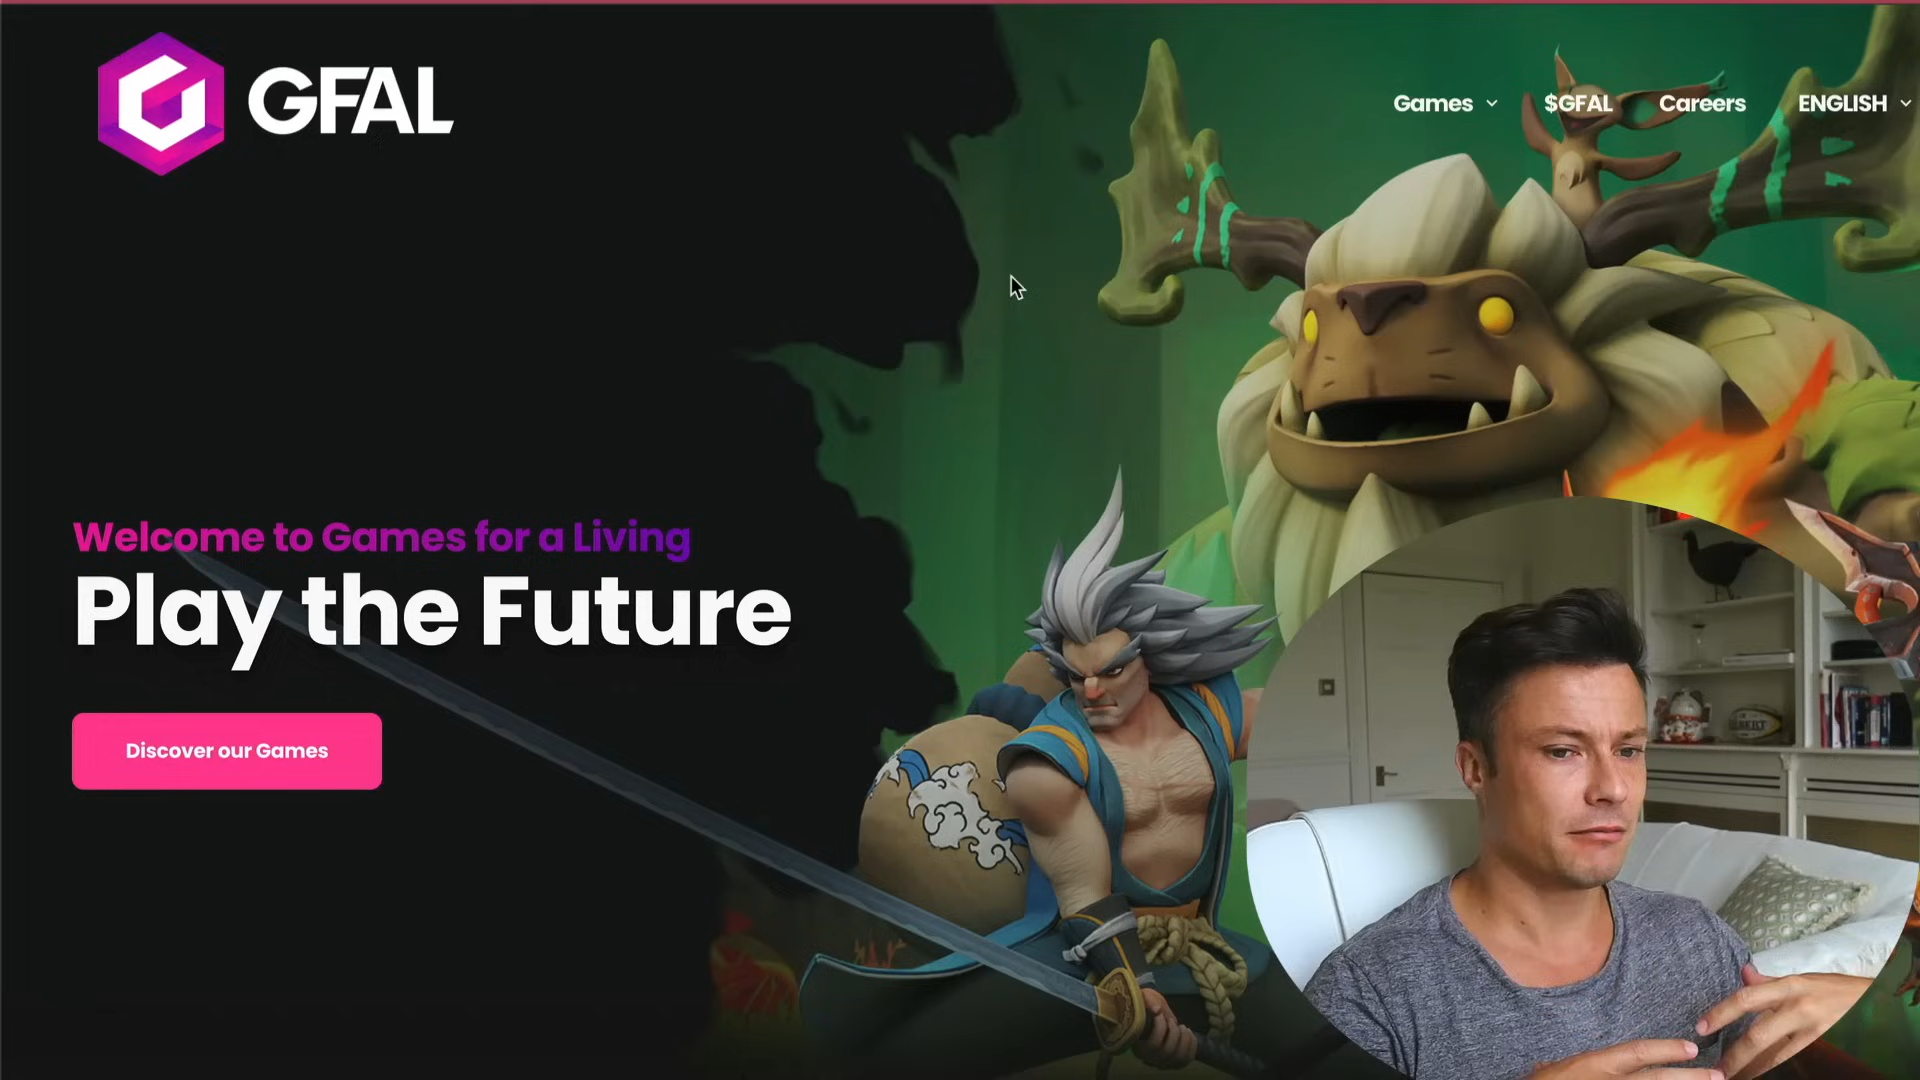 GFAL
Games
$GFAL
Careers
ENGLISH
Welcome to Games for a Living
Play the Future
Discover our Games